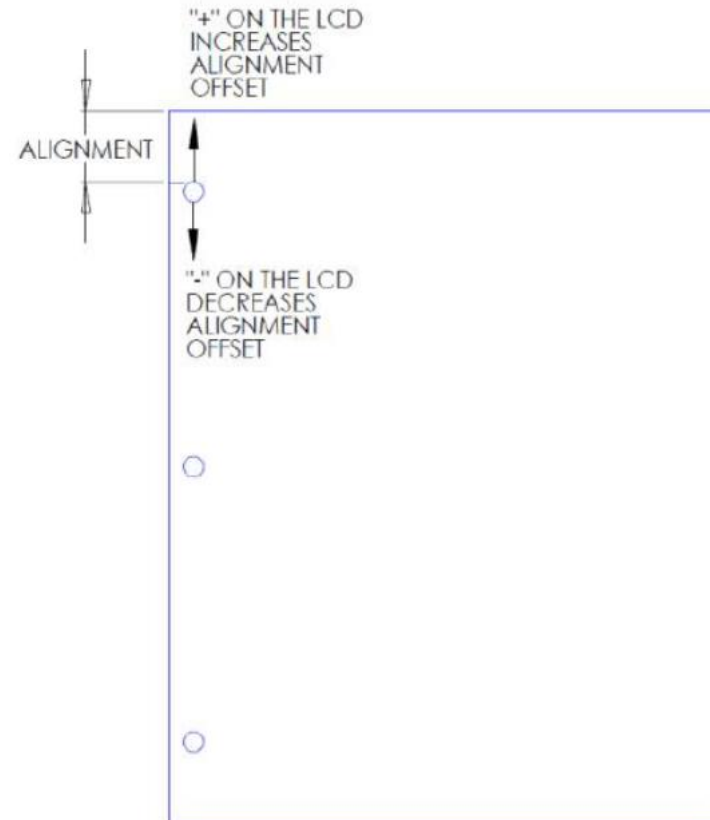 "+" ON THE LCD
INCREASES
ALIGNMENT
OFFSET
ALIGNMENT
"-" ON THE LCD
DECREASES
ALIGNMENT
OFFSET